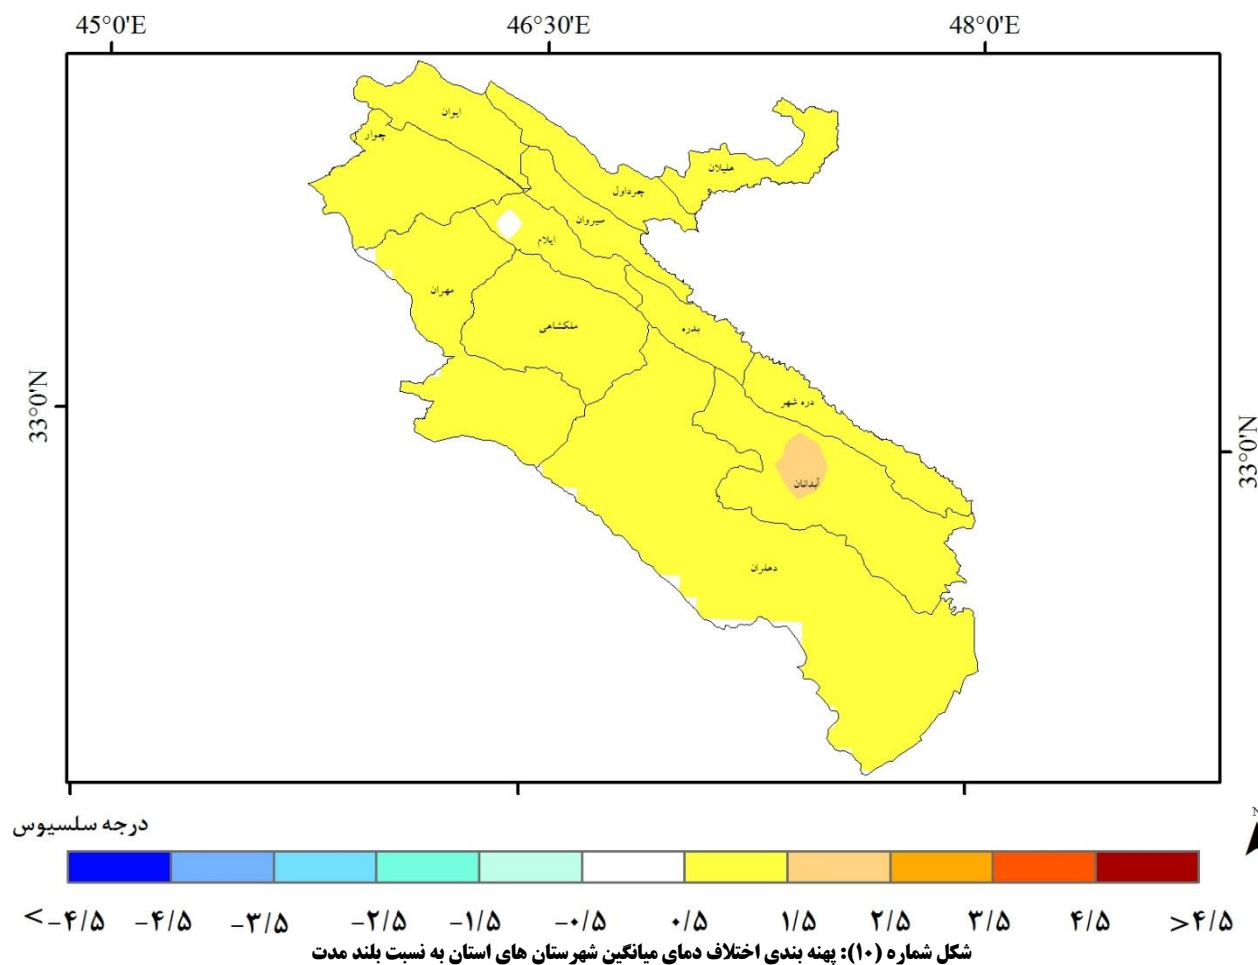 45°0'E 46°30'E 48°0'E
ایوان
چوار
هلیلان
چرداول
سیروان
ایلام
مهران
ملکشاهی
بدره
33°0'N
دره شهر
33°0'N
آبدانان
دهلران
N
درجه سلسیوس
<-۴/۵ -۴/۵ -۳/۵ -۲/۵ -۱/۵ -۰/۵ ۰/۵ ۱/۵ ۲/۵ ۳/۵ ۴/۵ >۴/۵
شکل شماره (۱۰): پهنه بندی اختلاف دمای میانگین شهرستان های استان به نسبت بلند مدت